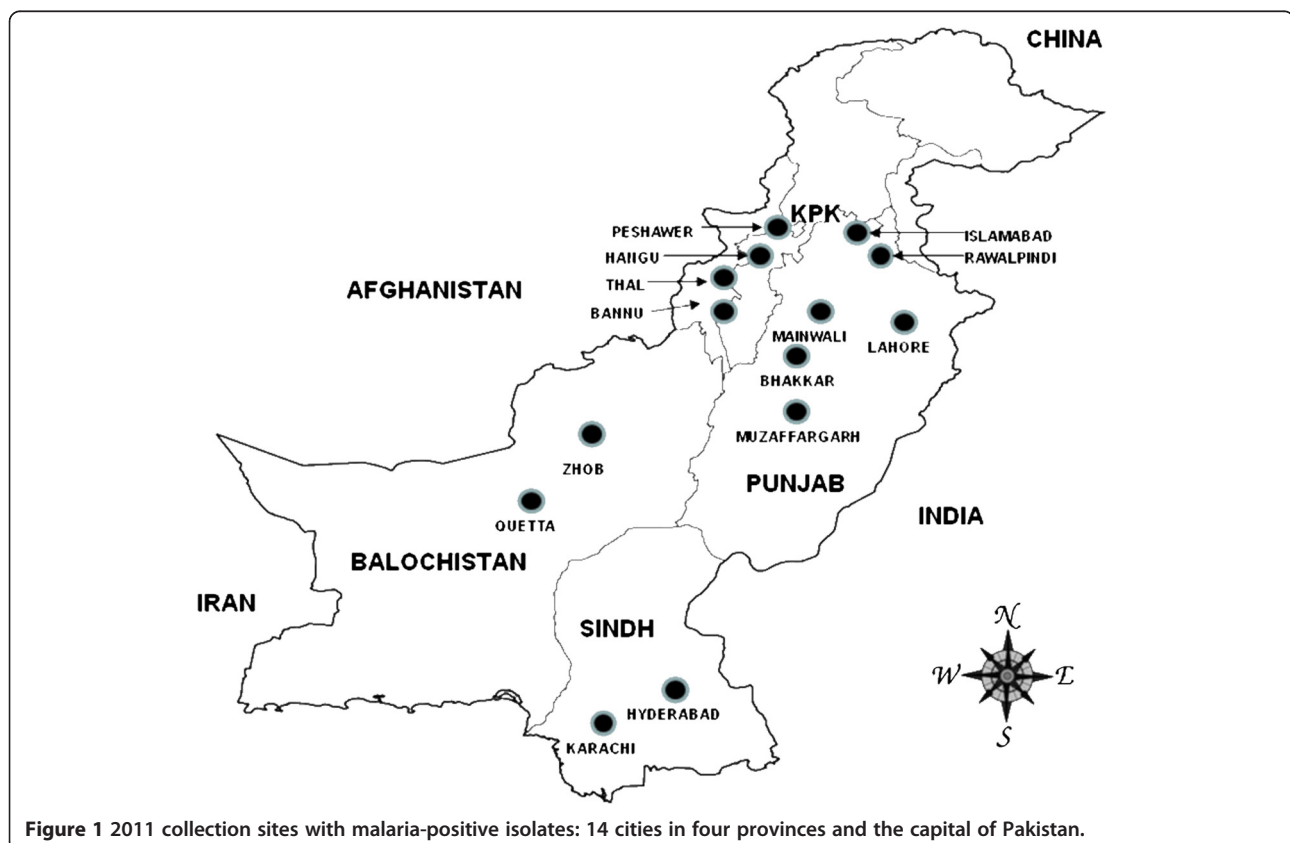 CHINA
KPK
PESHAWER
ISLAMABAD
HANGU
RAWALPINDI
THAL
AFGHANISTAN
BANNU
MAINWALI
LAHORE
BHAKKAR
MUZAFFARGARH
ZHOB
PUNJAB
QUETTA
INDIA
BALOCHISTAN
IRAN
SINDH
N
W E
S
HYDERABAD
KARACHI
Figure 1 2011 collection sites with malaria-positive isolates: 14 cities in four provinces and the capital of Pakistan.